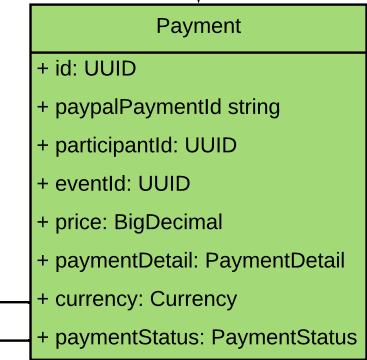 Payment
+ id: UUID
+ paypalPaymentId string
+ participantId: UUID
+ eventId: UUID
+ price: BigDecimal
+ paymentDetail: PaymentDetail
+ currency: Currency
+ paymentStatus: PaymentStatus